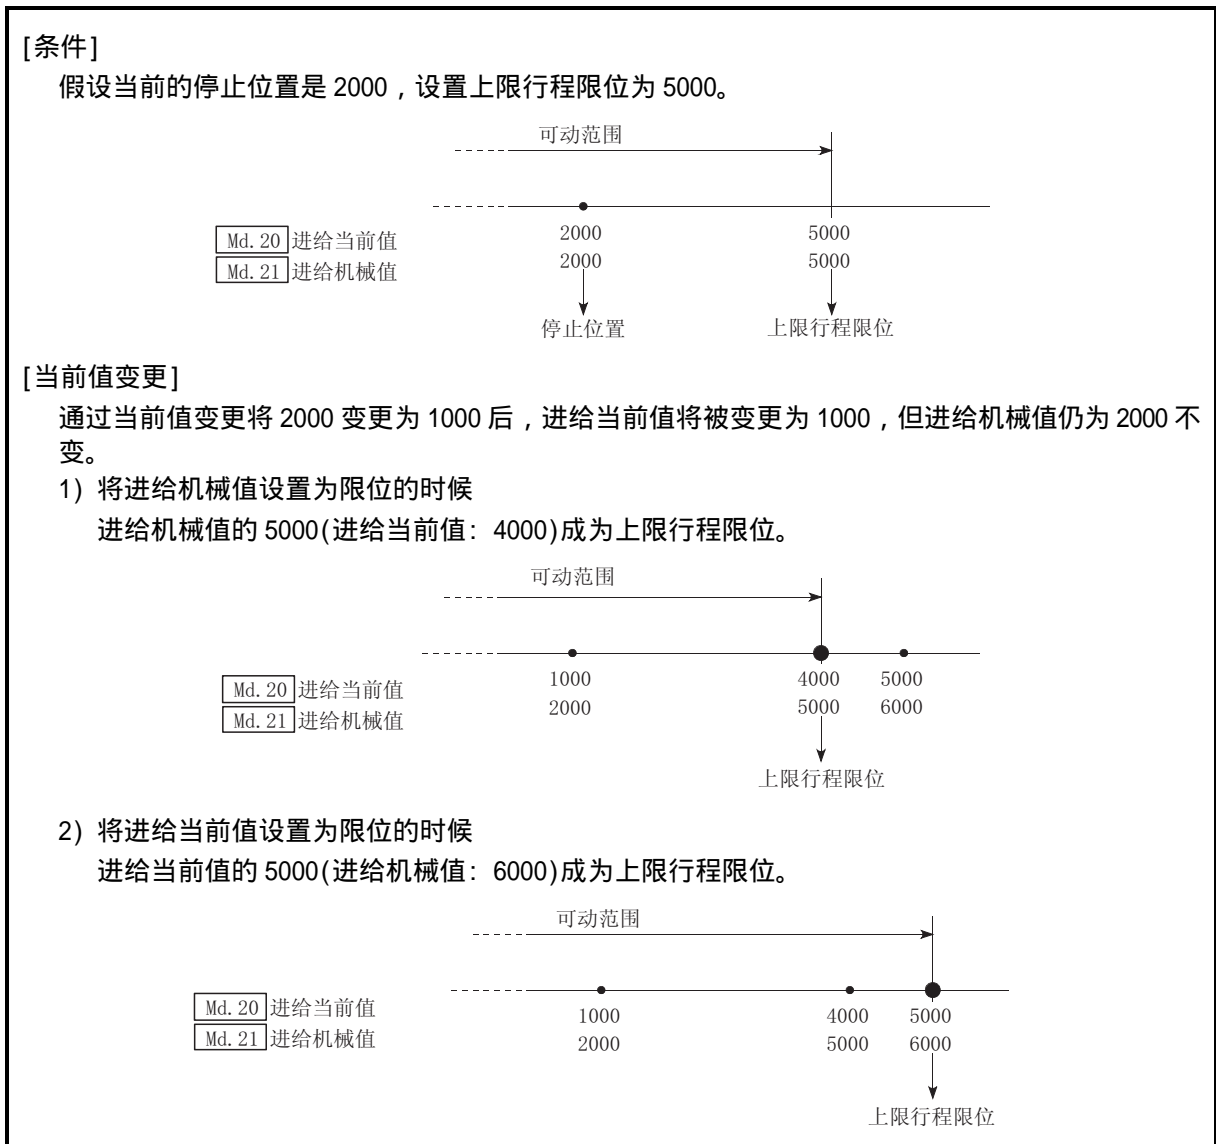 [条件]
假设当前的停止位置是 2000，设置上限行程限位为 5000。
可动范围
Md.20 进给当前值 2000 5000
Md.21 进给机械值 2000 5000
停止位置 上限行程限位
[当前值变更]
通过当前值变更将 2000 变更为 1000 后，进给当前值将被变更为 1000，但进给机械值仍为 2000 不
变。
1) 将进给机械值设置为限位的时候
进给机械值的 5000(进给当前值: 4000)成为上限行程限位。
可动范围
Md.20 进给当前值 1000 4000 5000
Md.21 进给机械值 2000 5000 6000
上限行程限位
2) 将进给当前值设置为限位的时候
进给当前值的 5000(进给机械值: 6000)成为上限行程限位。
可动范围
Md.20 进给当前值 1000 4000 5000
Md.21 进给机械值 2000 5000 6000
上限行程限位